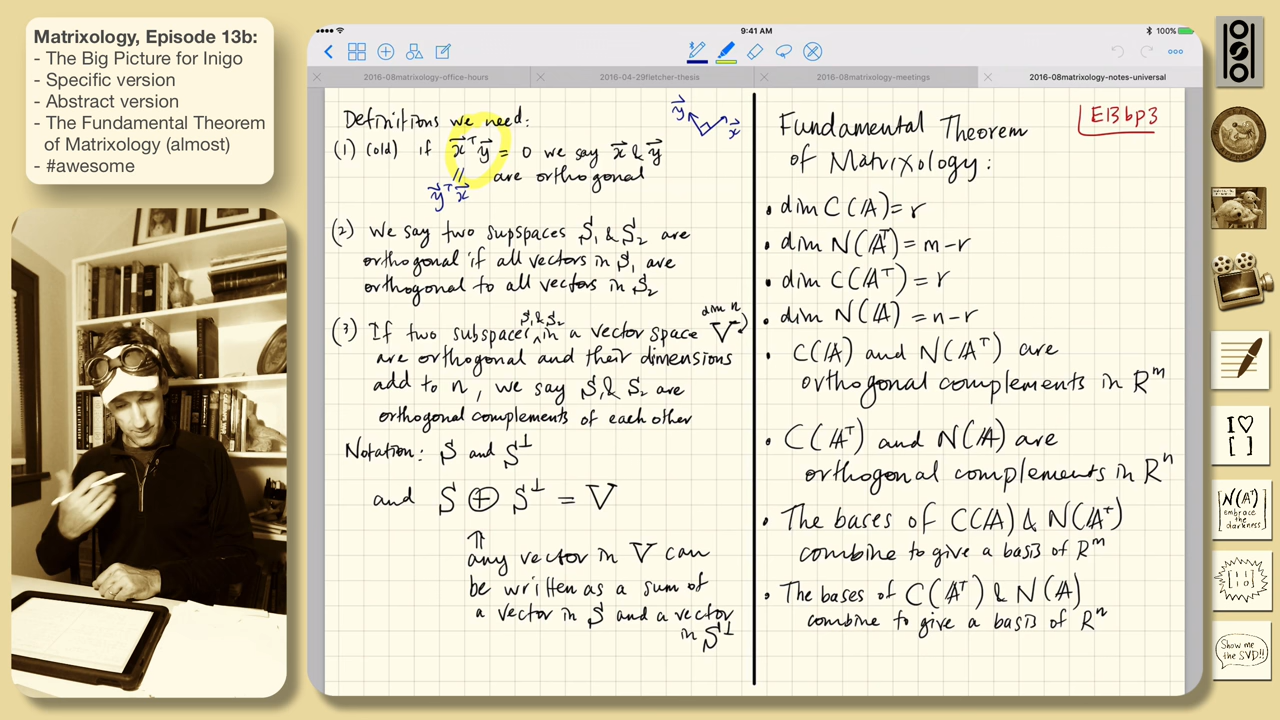 Matrixology, Episode 13b:
- The Big Picture for Inigo
- Specific version
- Abstract version
- The Fundamental Theorem
of Matrixology (almost)
- #awesome
9:41 AM
100%
2016-08matrixology-office-hours
2016-04-29fletcher-thesis
2016-08matrixology-meetings
2016-08matrixology-notes-universal
Definitions we need:
y⃗ x⃗
(1) (old) if x⃗ᵀy⃗ = 0 we say x⃗ & y⃗
// are orthogonal
y⃗ᵀx⃗
(2) We say two supspaces S₁ & S₂ are
orthogonal if all vectors in S₁ are
orthogonal to all vectors in S₂
(3) If two subspaces S₁ & S₂ in a vector space V dim n
are orthogonal and their dimensions
add to n, we say S₁ & S₂ are
orthogonal complements of each other
Notation: S and S⊥
and S ⊕ S⊥ = V
⇑
any vector in V can
be written as a sum of
a vector in S and a vector
in S⊥
E13bp3
Fundamental Theorem
of Matrixology:
• dim C(A) = r
• dim N(Aᵀ) = m-r
• dim C(Aᵀ) = r
• dim N(A) = n-r
• C(A) and N(Aᵀ) are
orthogonal complements in Rᵐ
• C(Aᵀ) and N(A) are
orthogonal complements in Rⁿ
• The bases of C(A) & N(Aᵀ)
combine to give a basis of Rᵐ
• The bases of C(Aᵀ) & N(A)
combine to give a basis of Rⁿ
I ♡
[ ]
N(Aᵀ)
embrace
the
darkness
Show me
the SVD!!